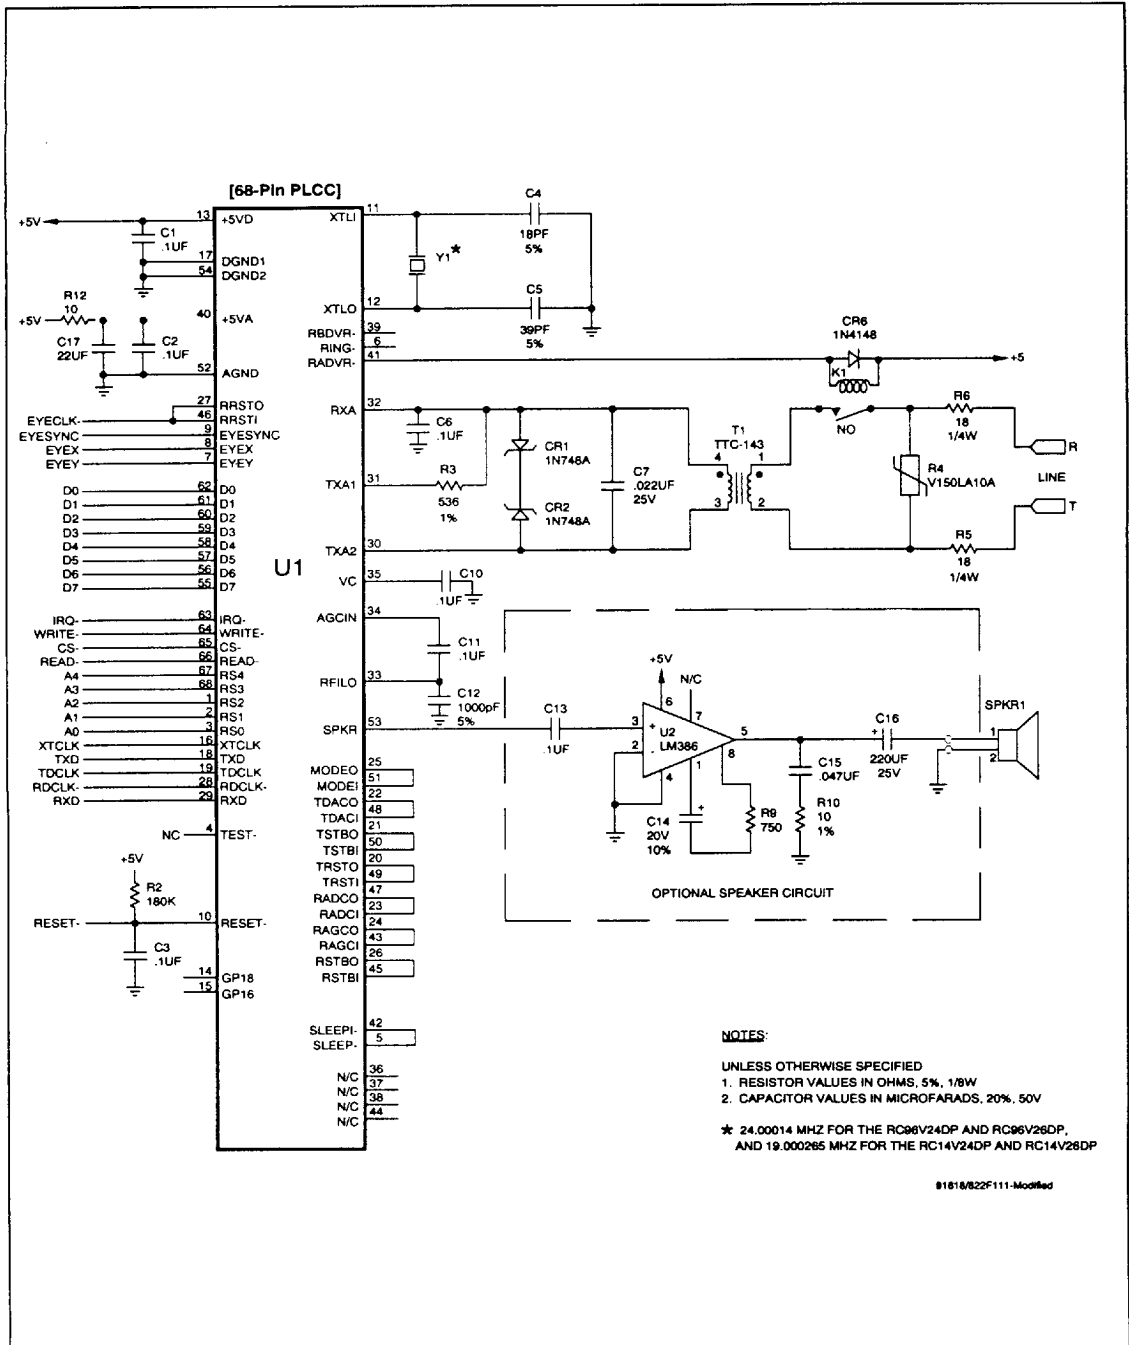 [68-Pin PLCC]
+5V 13 +5VD
C1
.1UF
17 DGND1
54 DGND2
R12
10
+5V
40 +5VA
C17
22UF
C2
.1UF
52 AGND
27 RRSTO
EYECLK- 46 RRSTI
EYESYNC 9 EYESYNC
EYEX 8 EYEX
EYEY 7 EYEY
D0 62 D0
D1 61 D1
D2 60 D2
D3 59 D3
D4 58 D4
D5 57 D5
D6 56 D6
D7 55 D7
U1
IRQ- 63 IRQ-
WRITE- 64 WRITE-
CS- 65 CS-
READ- 66 READ-
A4 67 RS4
A3 68 RS3
A2 1 RS2
A1 2 RS1
A0 3 RS0
XTCLK 16 XTCLK
TXD 18 TXD
TDCLK 19 TDCLK
RDCLK- 28 RDCLK-
RXD 29 RXD
NC 4 TEST-
+5V
R2
180K
RESET- 10 RESET-
C3
.1UF
14 GP18
15 GP16
XTLI 11
C4
18PF
5%
Y1*
XTLO 12
C5
39PF
5%
RBDVR- 39
RING- 6
RADVR- 41
CR6
1N4148
K1
+5
RXA 32
C6
.1UF
TXA1 31
R3
536
1%
CR1
1N748A
CR2
1N748A
C7
.022UF
25V
T1
TTC-143
4 1
3 2
NO
R6
18
1/4W
R4
V150LA10A
R
LINE
T
R5
18
1/4W
TXA2 30
VC 35
C10
.1UF
AGCIN 34
C11
.1UF
RFILO 33
C12
1000pF
5%
SPKR 53
C13
.1UF
+5V
N/C
6
7
3 +
2 -
U2
LM386
5
8
4
1
C14
20V
10%
+
R9
750
C15
.047UF
R10
10
1%
C16
+
220UF
25V
SPKR1
1
2
OPTIONAL SPEAKER CIRCUIT
MODEO 25
MODEI 51
TDACO 22
TDACI 48
TSTBO 21
TSTBI 50
TRSTO 20
TRSTI 49
RADCO 47
RADCI 23
RAGCO 24
RAGCI 43
RSTBO 26
RSTBI 45
SLEEPI- 42
SLEEP- 5
N/C 36
N/C 37
N/C 38
N/C 44
NOTES:
UNLESS OTHERWISE SPECIFIED
1. RESISTOR VALUES IN OHMS, 5%, 1/8W
2. CAPACITOR VALUES IN MICROFARADS, 20%, 50V
★ 24.00014 MHZ FOR THE RC96V24DP AND RC96V26DP,
AND 19.000265 MHZ FOR THE RC14V24DP AND RC14V26DP
91818/822F111-Modified